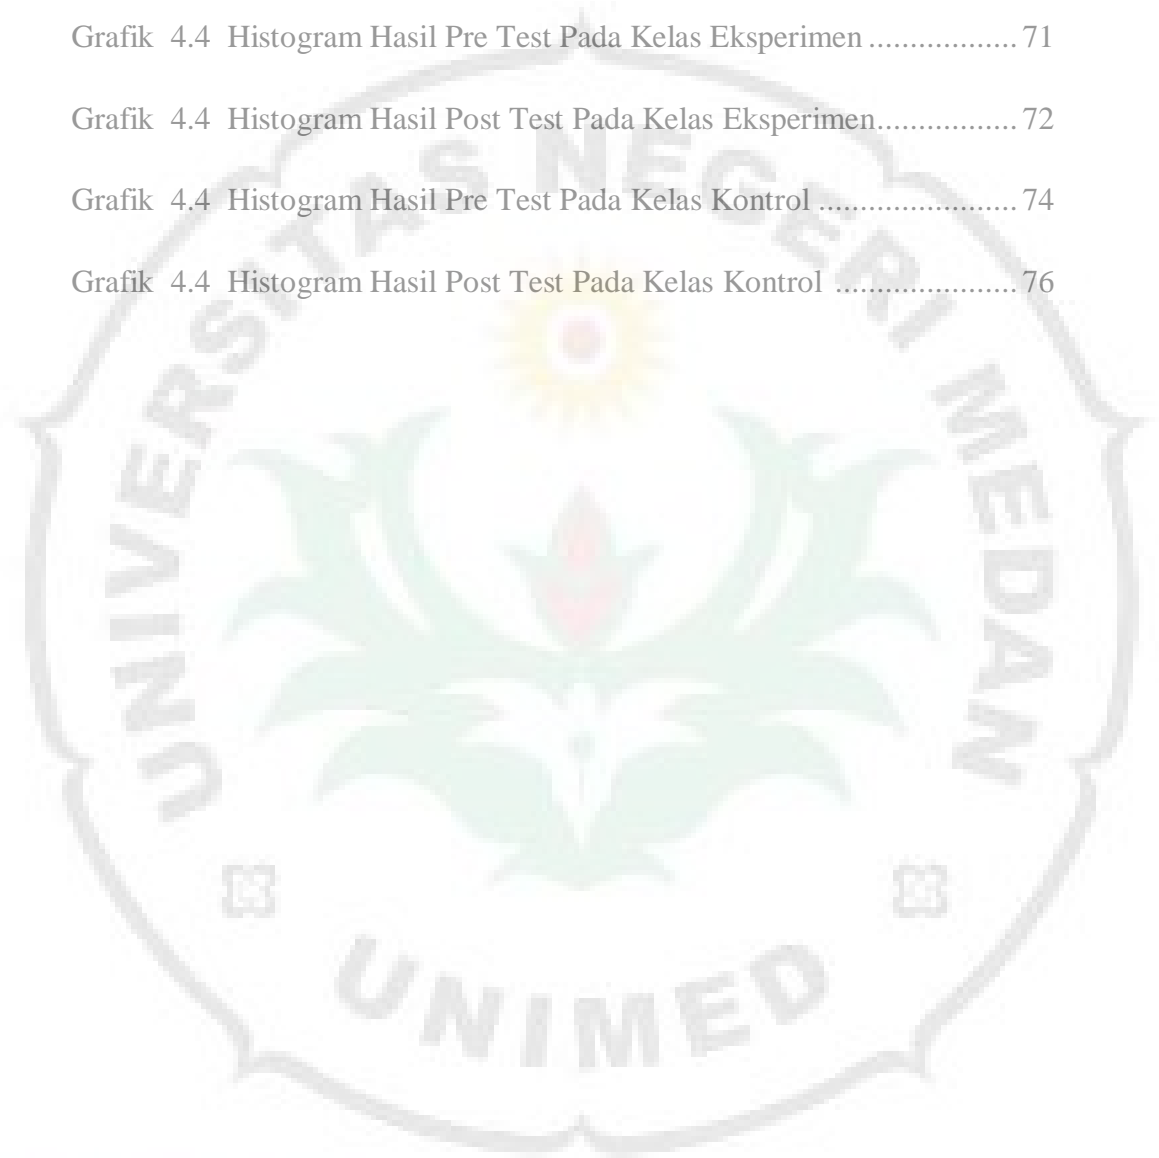 Grafik 4.4 Histogram Hasil Pre Test Pada Kelas Eksperimen .................. 71
Grafik 4.4 Histogram Hasil Post Test Pada Kelas Eksperimen................. 72
Grafik 4.4 Histogram Hasil Pre Test Pada Kelas Kontrol ........................ 74
Grafik 4.4 Histogram Hasil Post Test Pada Kelas Kontrol ...................... 76
UNIVERSITAS NEGERI MEDAN
UNIMED